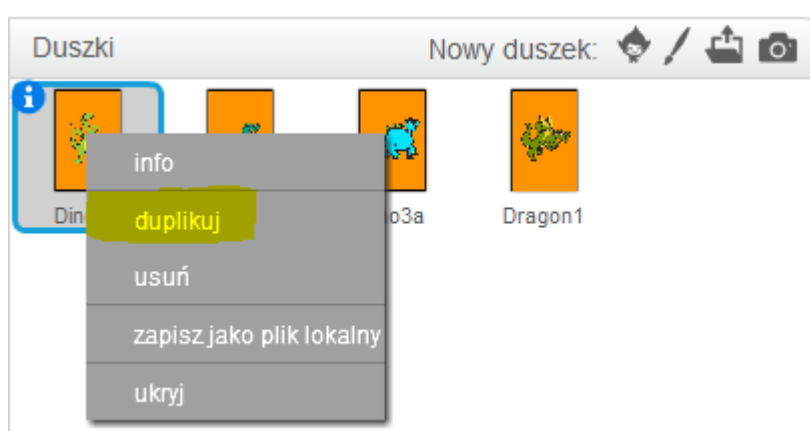 Duszki Nowy duszek:
info
duplikuj
usuń
zapisz jako plik lokalny
ukryj
Dragon1